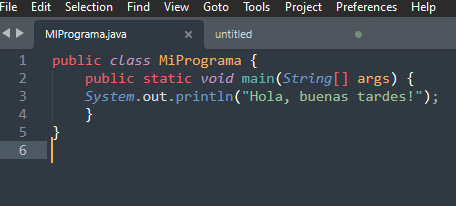 File Edit Selection Find View Goto Tools Project Preferences Help
MIPrograma.java × untitled
1 public class MiPrograma {
2 public static void main(String[] args) {
3 System.out.println("Hola, buenas tardes!");
4 }
5 }
6